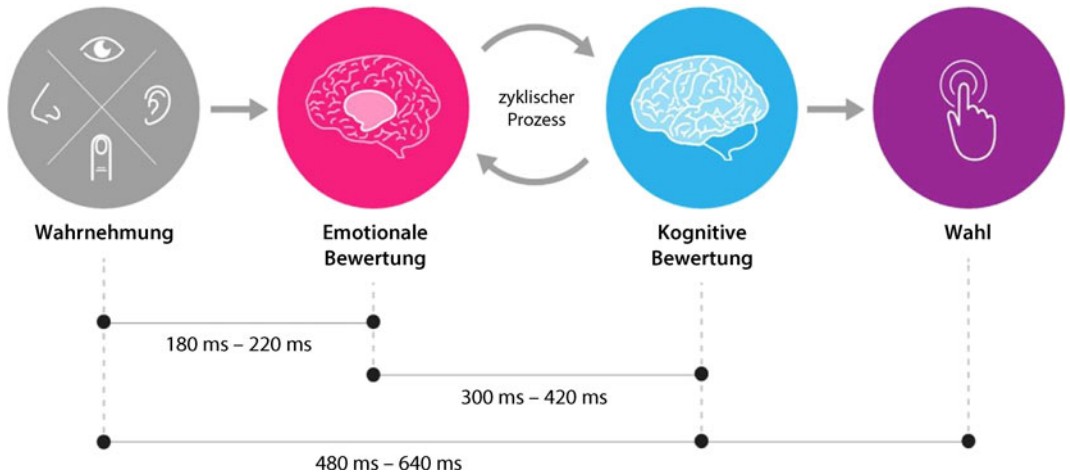 zyklischer
Prozess
Wahrnehmung
Emotionale
Bewertung
Kognitive
Bewertung
Wahl
180 ms – 220 ms
300 ms – 420 ms
480 ms – 640 ms